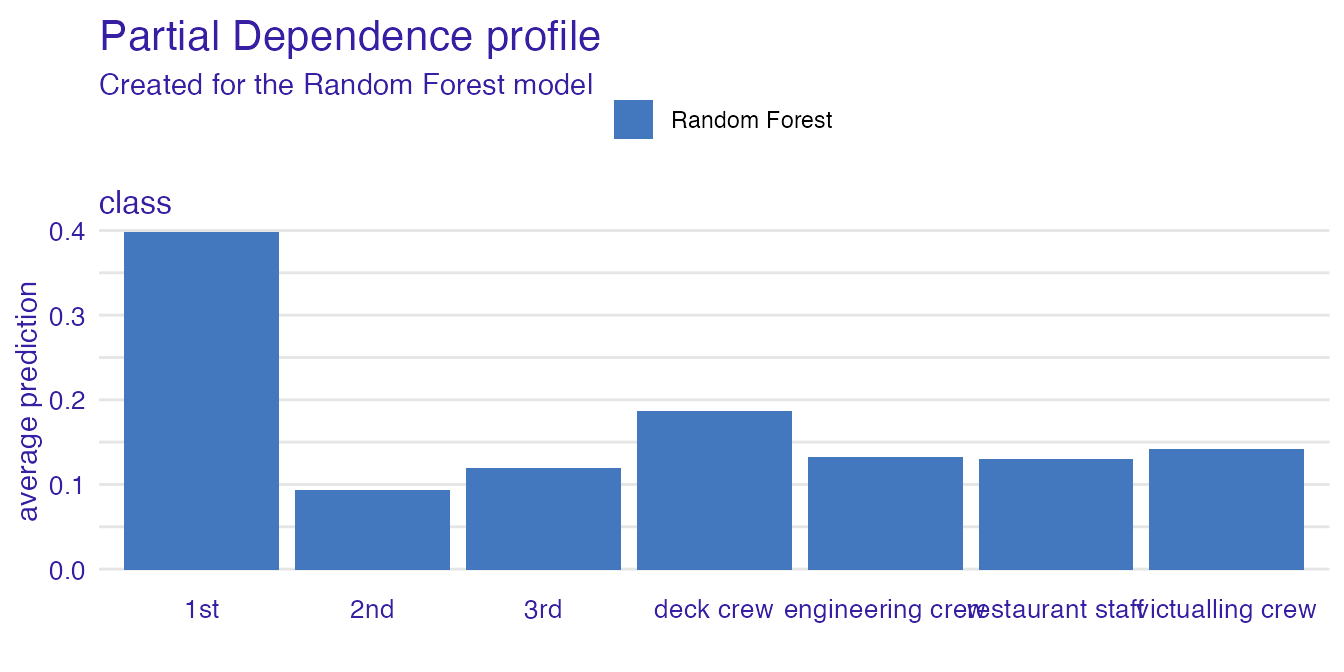 Partial Dependence profile
Created for the Random Forest model
Random Forest
class
average prediction
0.4
0.3
0.2
0.1
0.0
1st 2nd 3rd deck crew engineering crew restaurant staff victualling crew